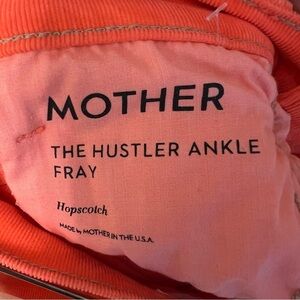 MOTHER
THE HUSTLER ANKLE
FRAY
Hopscotch
MADE by MOTHER IN THE U.S.A.